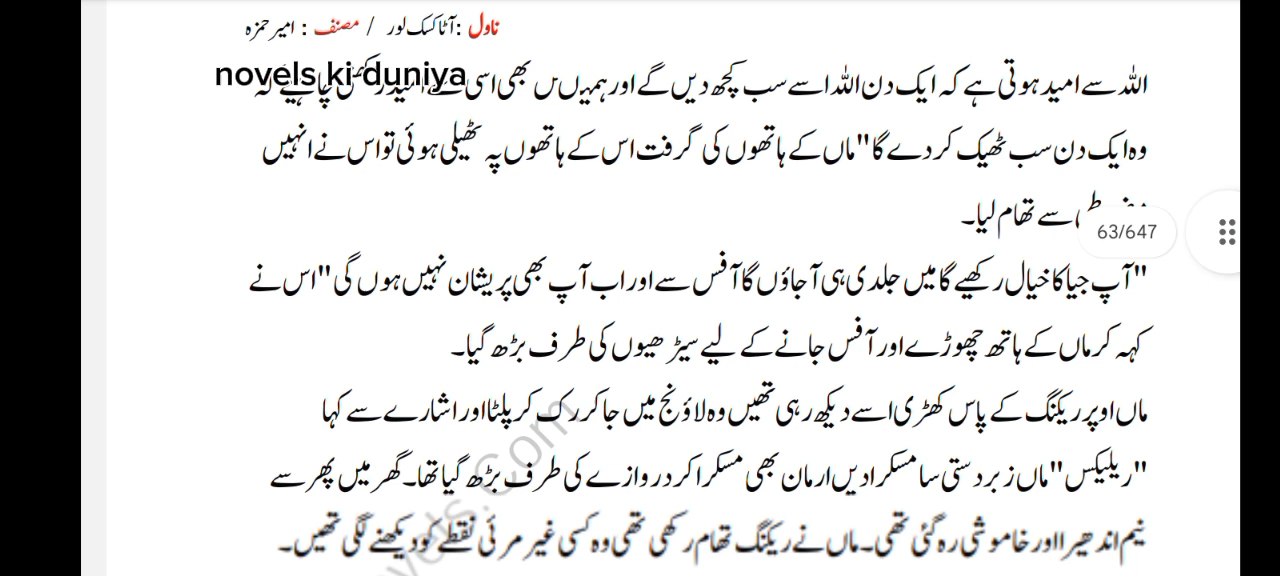 ناول :آٹاکسک لور / مصنف : امیر حمزہ
novels ki duniya
اللہ سے امید ہوتی ہے کہ ایک دن اللہ اسے سب کچھ دیں گے اور ہمیں بھی اسی سے امید
وہ ایک دن سب ٹھیک کر دے گا"ماں کے ہاتھوں کی گرفت اس کے ہاتھوں پہ ڈھیلی ہوئی تو اس نے انہیں
سے تھام لیا۔
63/647
"آپ جیا کا خیال رکھیے گا میں جلدی ہی آجاؤں گا آفس سے اور اب آپ بھی پریشان نہیں ہوں گی"اس نے
کہہ کر ماں کے ہاتھ چھوڑے اور آفس جانے کے لیے سیڑھیوں کی طرف بڑھ گیا۔
ماں اوپر ریکنگ کے پاس کھڑی اسے دیکھ رہی تھیں وہ لاؤنج میں جا کر رک کر پلٹا اور اشارے سے کہا
"ریلیکس"ماں زبردستی سا مسکرا دیں ارمان بھی مسکرا کر دروازے کی طرف بڑھ گیا تھا۔ گھر میں پھر سے
نیم اندھیرا اور خاموشی رہ گئی تھی۔ ماں نے ریکنگ تھام رکھی تھی وہ کسی غیر مرئی نقطے کو دیکھنے لگی تھیں۔